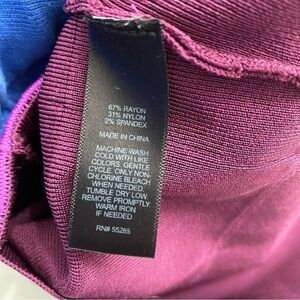 67% RAYON
31% NYLON
2% SPANDEX
MADE IN CHINA
MACHINE WASH
COLD WITH LIKE
COLORS. GENTLE
CYCLE. ONLY NON-
CHLORINE BLEACH
WHEN NEEDED.
TUMBLE DRY LOW.
REMOVE PROMPTLY.
WARM IRON
IF NEEDED
RN# 55285